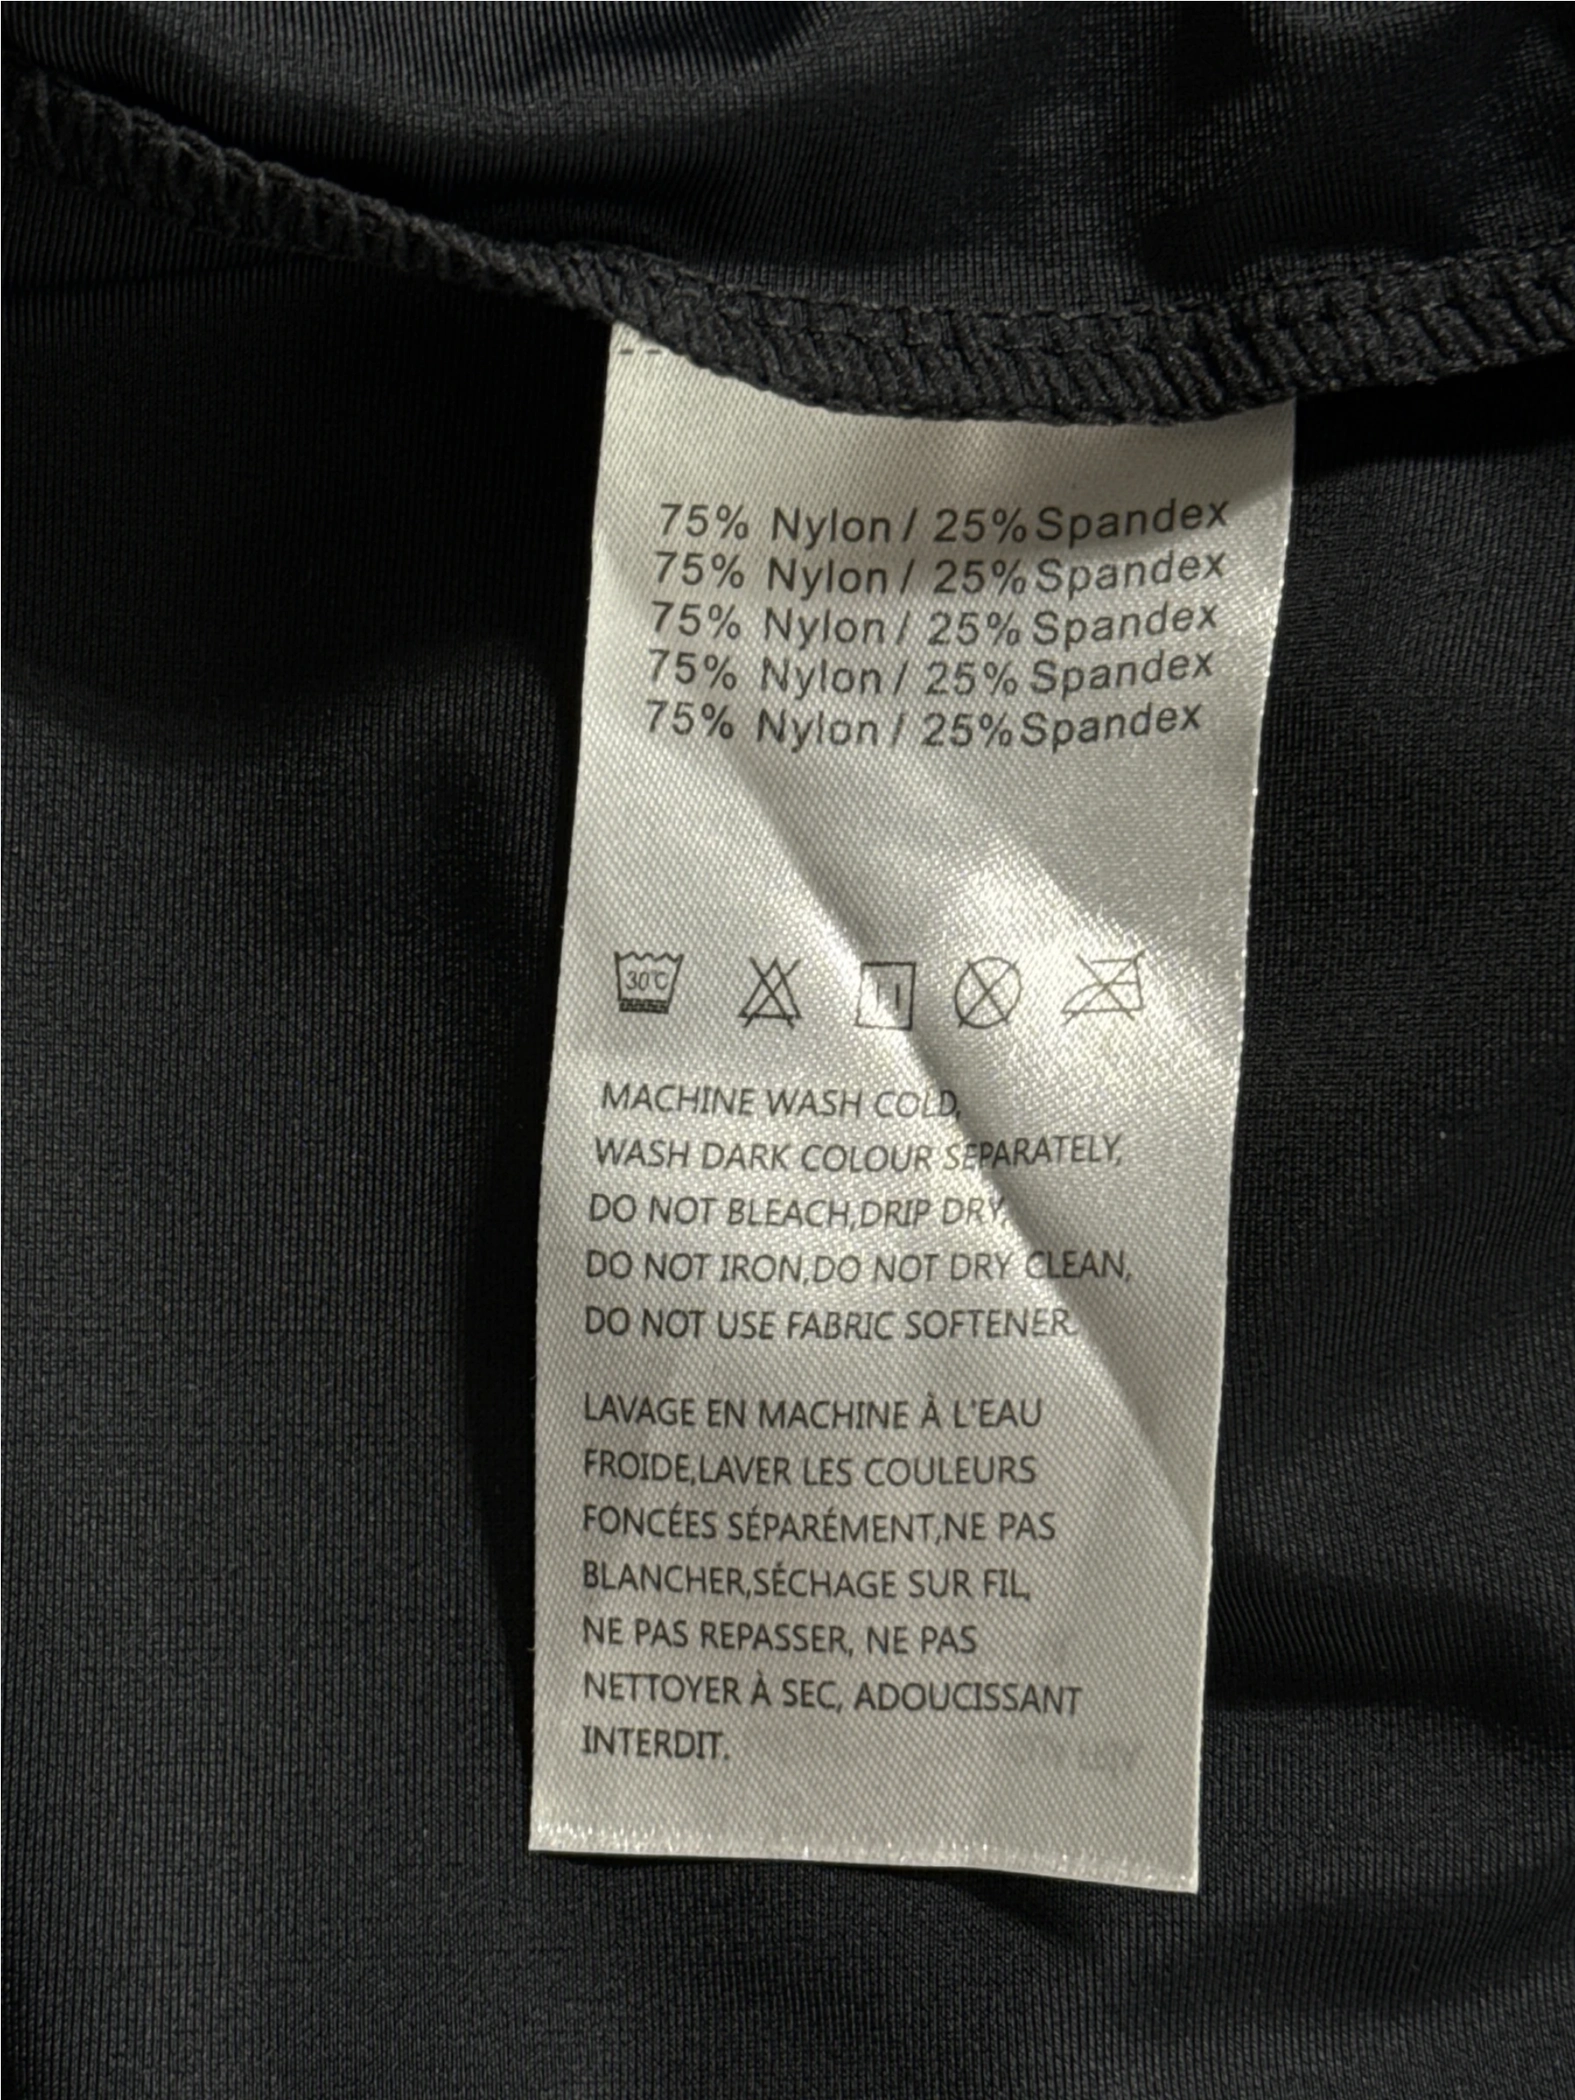 75% Nylon / 25% Spandex
75% Nylon / 25% Spandex
75% Nylon / 25% Spandex
75% Nylon / 25% Spandex
75% Nylon / 25% Spandex
30°C
MACHINE WASH COLD,
WASH DARK COLOUR SEPARATELY,
DO NOT BLEACH,DRIP DRY,
DO NOT IRON,DO NOT DRY CLEAN,
DO NOT USE FABRIC SOFTENER.
LAVAGE EN MACHINE À L'EAU
FROIDE,LAVER LES COULEURS
FONCÉES SÉPARÉMENT,NE PAS
BLANCHER,SÉCHAGE SUR FIL,
NE PAS REPASSER, NE PAS
NETTOYER À SEC, ADOUCISSANT
INTERDIT.